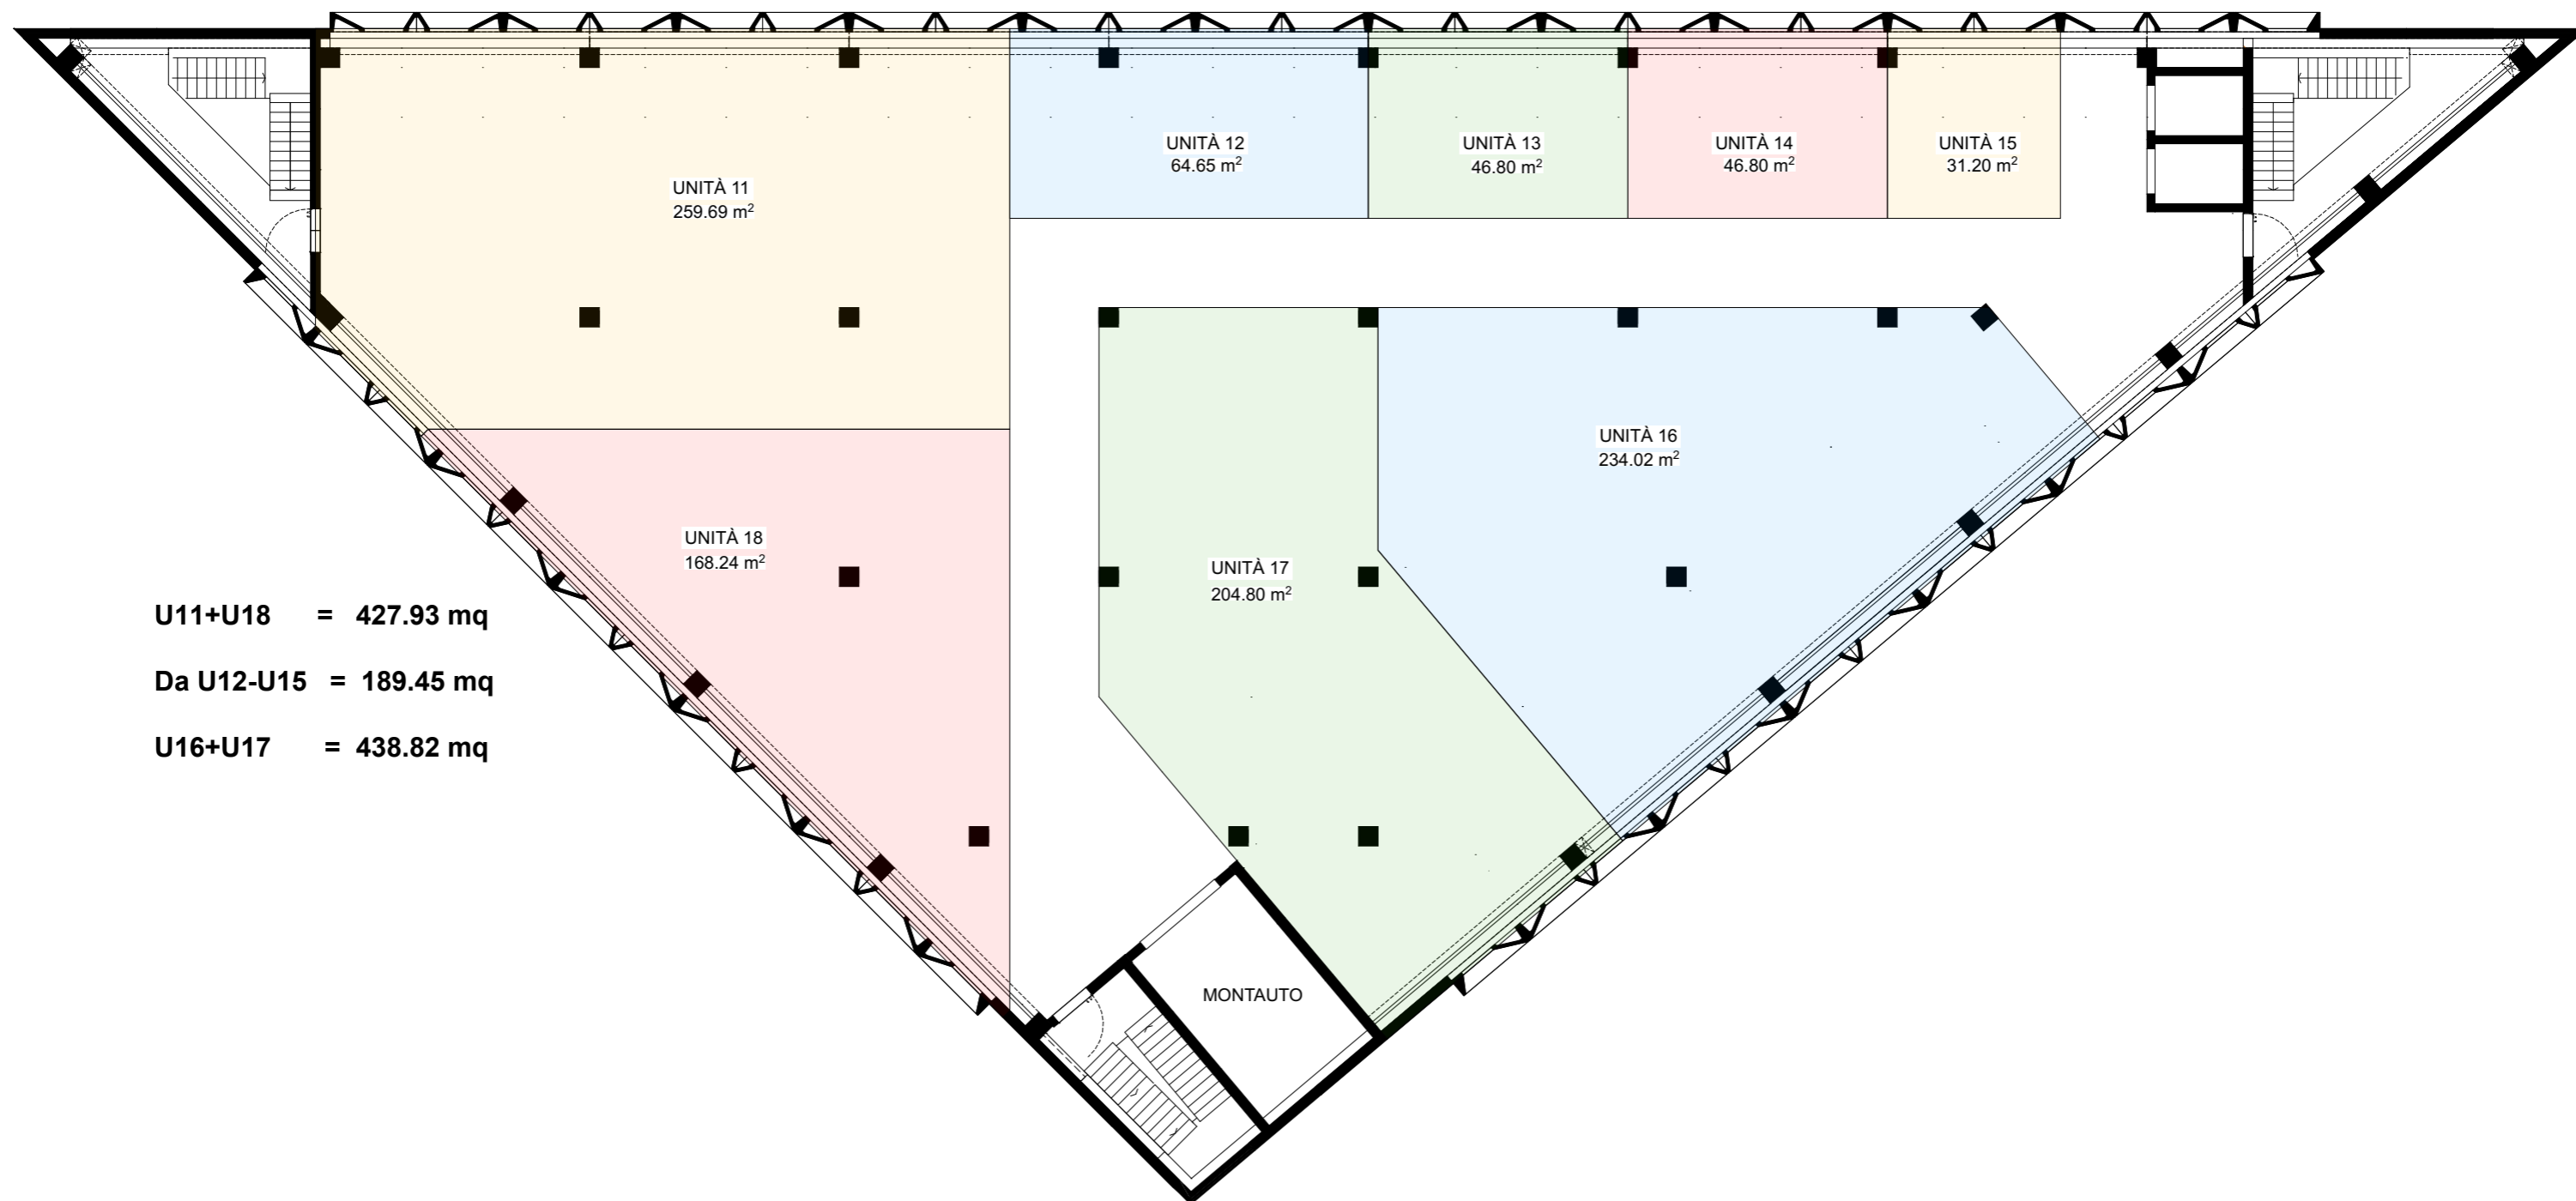 UNITÀ 11
259.69 m²
UNITÀ 12
64.65 m²
UNITÀ 13
46.80 m²
UNITÀ 14
46.80 m²
UNITÀ 15
31.20 m²
UNITÀ 16
234.02 m²
UNITÀ 17
204.80 m²
UNITÀ 18
168.24 m²
U11+U18 = 427.93 mq
Da U12-U15 = 189.45 mq
U16+U17 = 438.82 mq
MONTAUTO